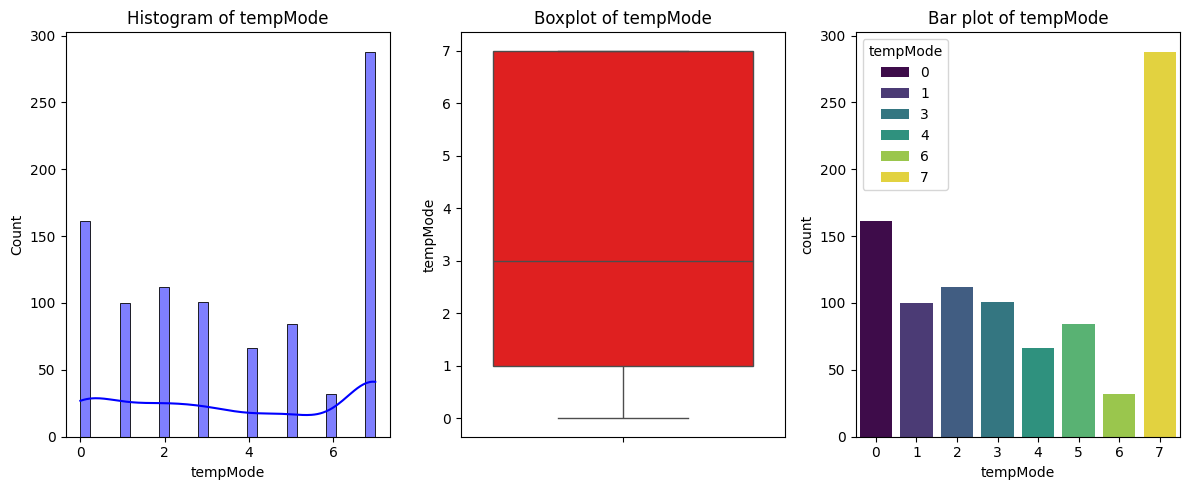 Histogram of tempMode
300
250
200
150
100
50
0
Count
0 2 4 6
tempMode
Boxplot of tempMode
7
6
5
4
3
2
1
0
tempMode
Bar plot of tempMode
300
250
200
150
100
50
0
count
tempMode
0
1
3
4
6
7
0 1 2 3 4 5 6 7
tempMode